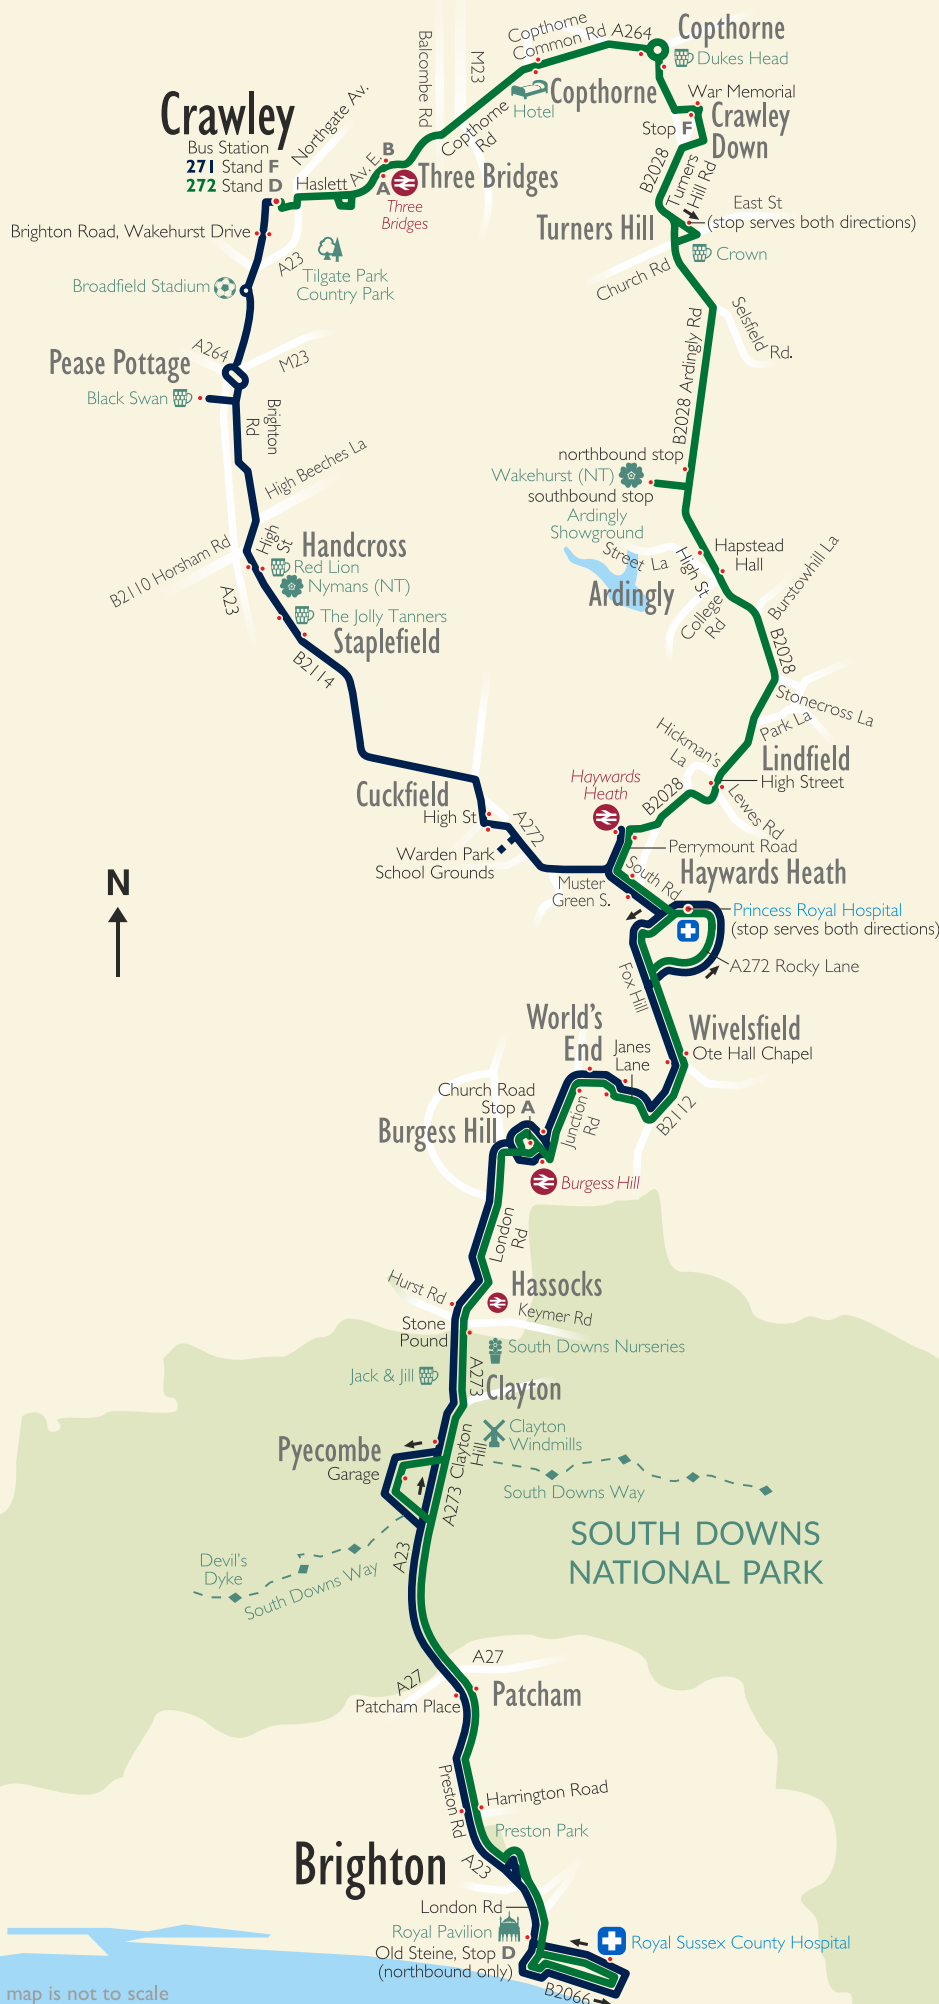 Copthorne
Common Rd
A264
Copthorne
Dukes Head
Balcombe Rd
M23
Hotel
Copthorne
War Memorial
Crawley
Down
Stop F
Crawley
Bus Station
271 Stand F
272 Stand D
Northgate Av.
Haslett Av. E.
B
A
Copthorne
Rd
Three Bridges
Three
Bridges
B2028
Turners
Hill Rd
East St
(stop serves both directions)
Turners Hill
Crown
Church Rd
Brighton Road, Wakehurst Drive
A23
Tilgate Park
Country Park
Broadfield Stadium
Selsfield
Rd.
A264
M23
Pease Pottage
Black Swan
Brighton
Rd
B2028 Ardingly Rd
High Beeches La
northbound stop
Wakehurst (NT)
southbound stop
Ardingly
Showground
Street La
Ardingly
High St
College
Rd
Hapstead
Hall
Burstowhill La
High
St
Handcross
Red Lion
Nymans (NT)
B2110 Horsham Rd
A23
The Jolly Tanners
Staplefield
B2114
B2028
Stonecross La
Park La
Hickman's
La
Lindfield
High Street
Lewes Rd
Haywards
Heath
B2028
Cuckfield
High St
A272
Warden Park
School Grounds
Perrymount Road
South Rd
Haywards Heath
Muster
Green S.
Princess Royal Hospital
(stop serves both directions)
A272 Rocky Lane
N
Fox Hill
World's
End
Janes
Lane
Wivelsfield
Ote Hall Chapel
Church Road
Stop A
Junction
Rd
B2112
Burgess Hill
Burgess Hill
London
Rd
Hurst Rd
Hassocks
Keymer Rd
Stone
Pound
South Downs Nurseries
Jack & Jill
A273
Clayton
Clayton
Windmills
Pyecombe
Garage
A273 Clayton
Hill
South Downs Way
SOUTH DOWNS
NATIONAL PARK
A23
Devil's
Dyke
South Downs Way
A27
A27
Patcham
Patcham Place
Preston Rd
Harrington Road
Preston Park
A23
Brighton
London Rd
Royal Pavilion
Old Steine, Stop D
(northbound only)
Royal Sussex County Hospital
B2066
map is not to scale